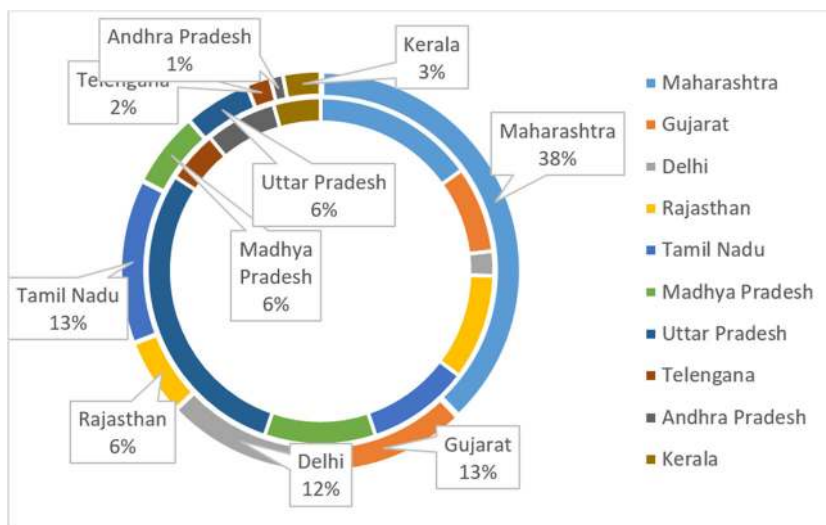 Andhra Pradesh
1%
Kerala
3%
Telengana
2%
Maharashtra
38%
Uttar Pradesh
6%
Madhya
Pradesh
6%
Tamil Nadu
13%
Rajasthan
6%
Delhi
12%
Gujarat
13%
Maharashtra
Gujarat
Delhi
Rajasthan
Tamil Nadu
Madhya Pradesh
Uttar Pradesh
Telengana
Andhra Pradesh
Kerala